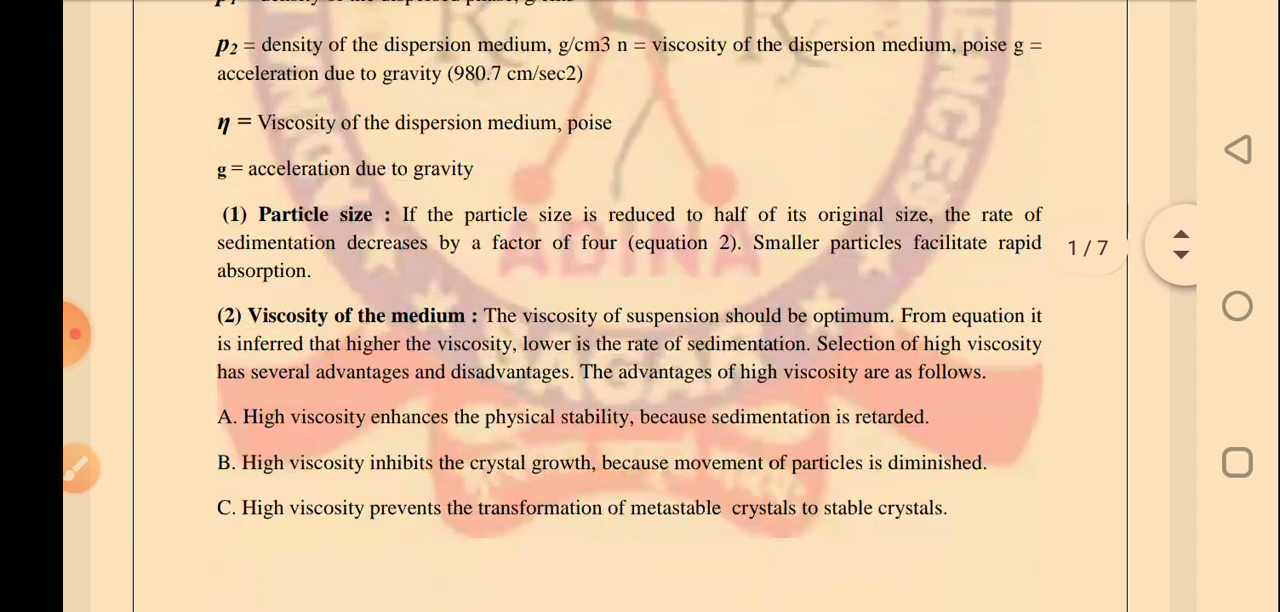 p₂ = density of the dispersion medium, g/cm3 n = viscosity of the dispersion medium, poise g =
acceleration due to gravity (980.7 cm/sec2)
η = Viscosity of the dispersion medium, poise
g = acceleration due to gravity
(1) Particle size : If the particle size is reduced to half of its original size, the rate of
sedimentation decreases by a factor of four (equation 2). Smaller particles facilitate rapid
absorption.
(2) Viscosity of the medium : The viscosity of suspension should be optimum. From equation it
is inferred that higher the viscosity, lower is the rate of sedimentation. Selection of high viscosity
has several advantages and disadvantages. The advantages of high viscosity are as follows.
A. High viscosity enhances the physical stability, because sedimentation is retarded.
B. High viscosity inhibits the crystal growth, because movement of particles is diminished.
C. High viscosity prevents the transformation of metastable crystals to stable crystals.
1 / 7
ADINA
SAGAR
ENCES